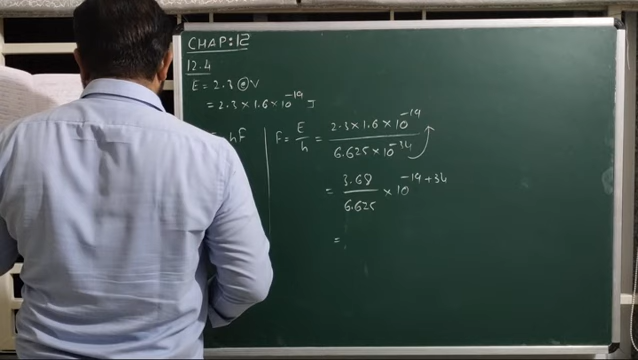 CHAP:12
12.4
E = 2.3 eV
= 2.3 × 1.6 × 10^-19 J
hF
F = E/h = 2.3 × 1.6 × 10^-19 / 6.625 × 10^-34
= 3.68/6.625 × 10^-19+34
=